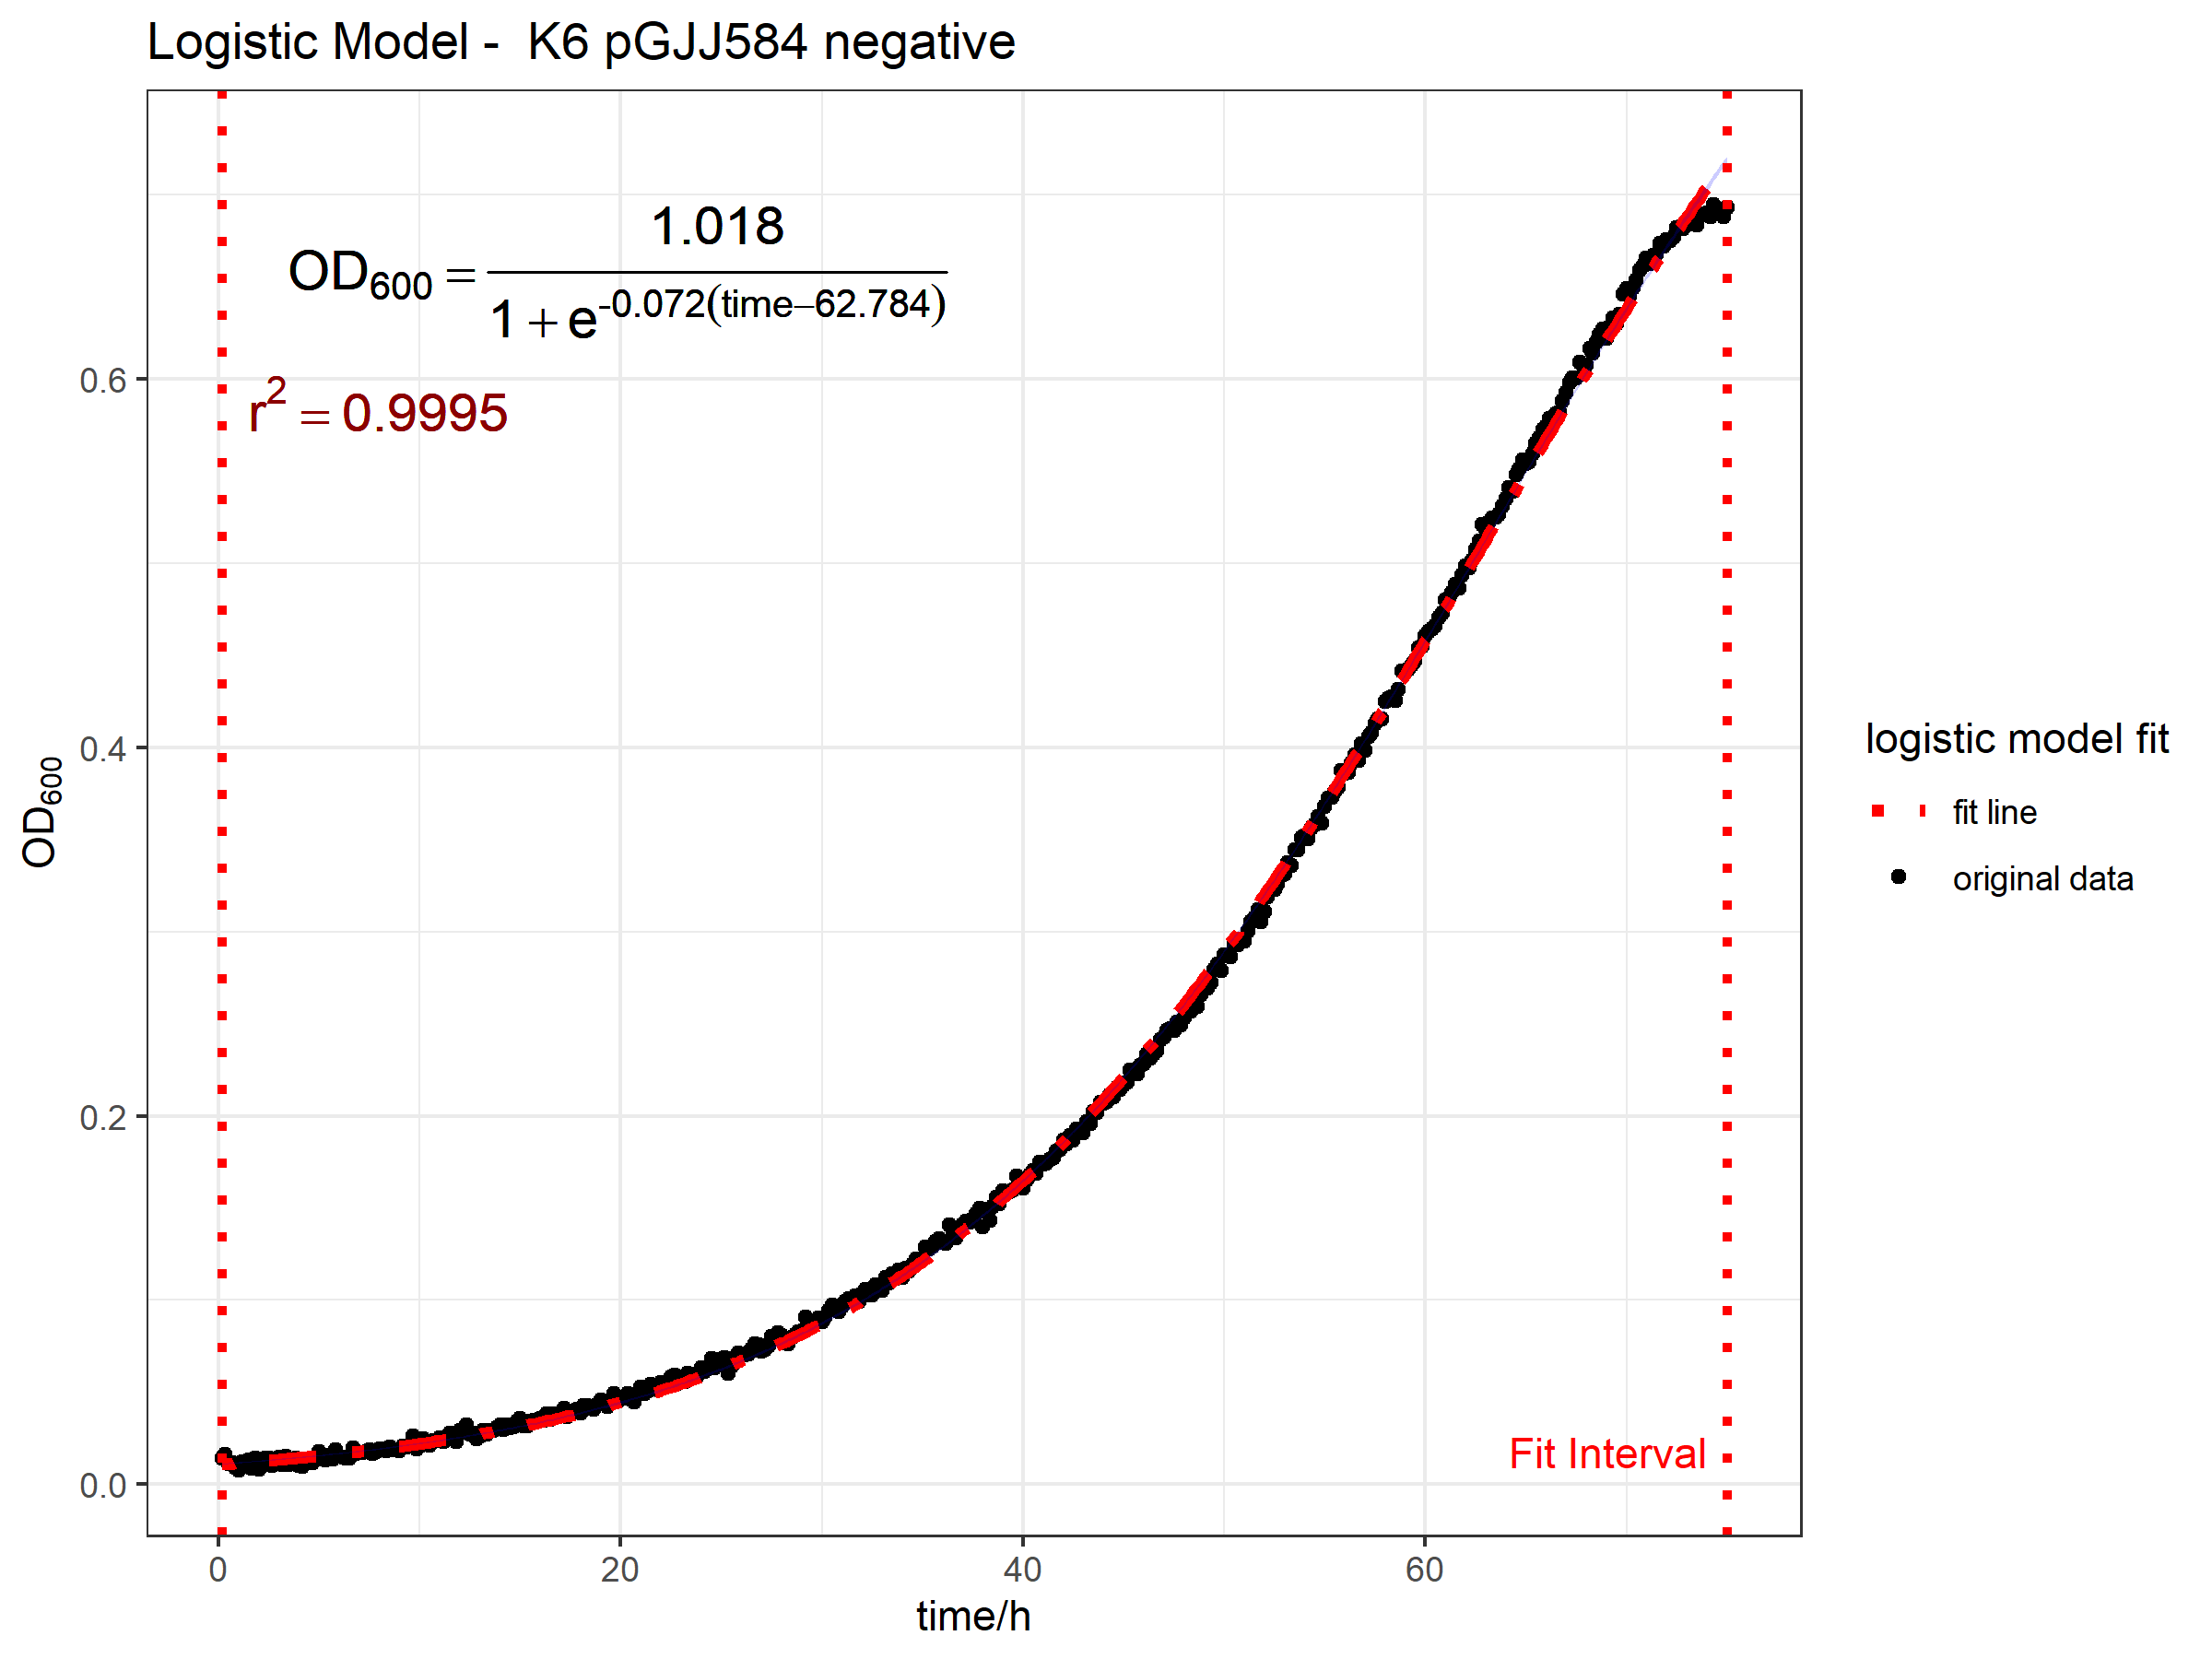 Logistic Model -  K6 pGJJ584 negative
OD600 = 1.018 / 1+e^-0.072(time−62.784)
r² = 0.9995
0.6
0.4
0.2
0.0
OD600
0 20 40 60
time/h
Fit Interval
logistic model fit
fit line
original data